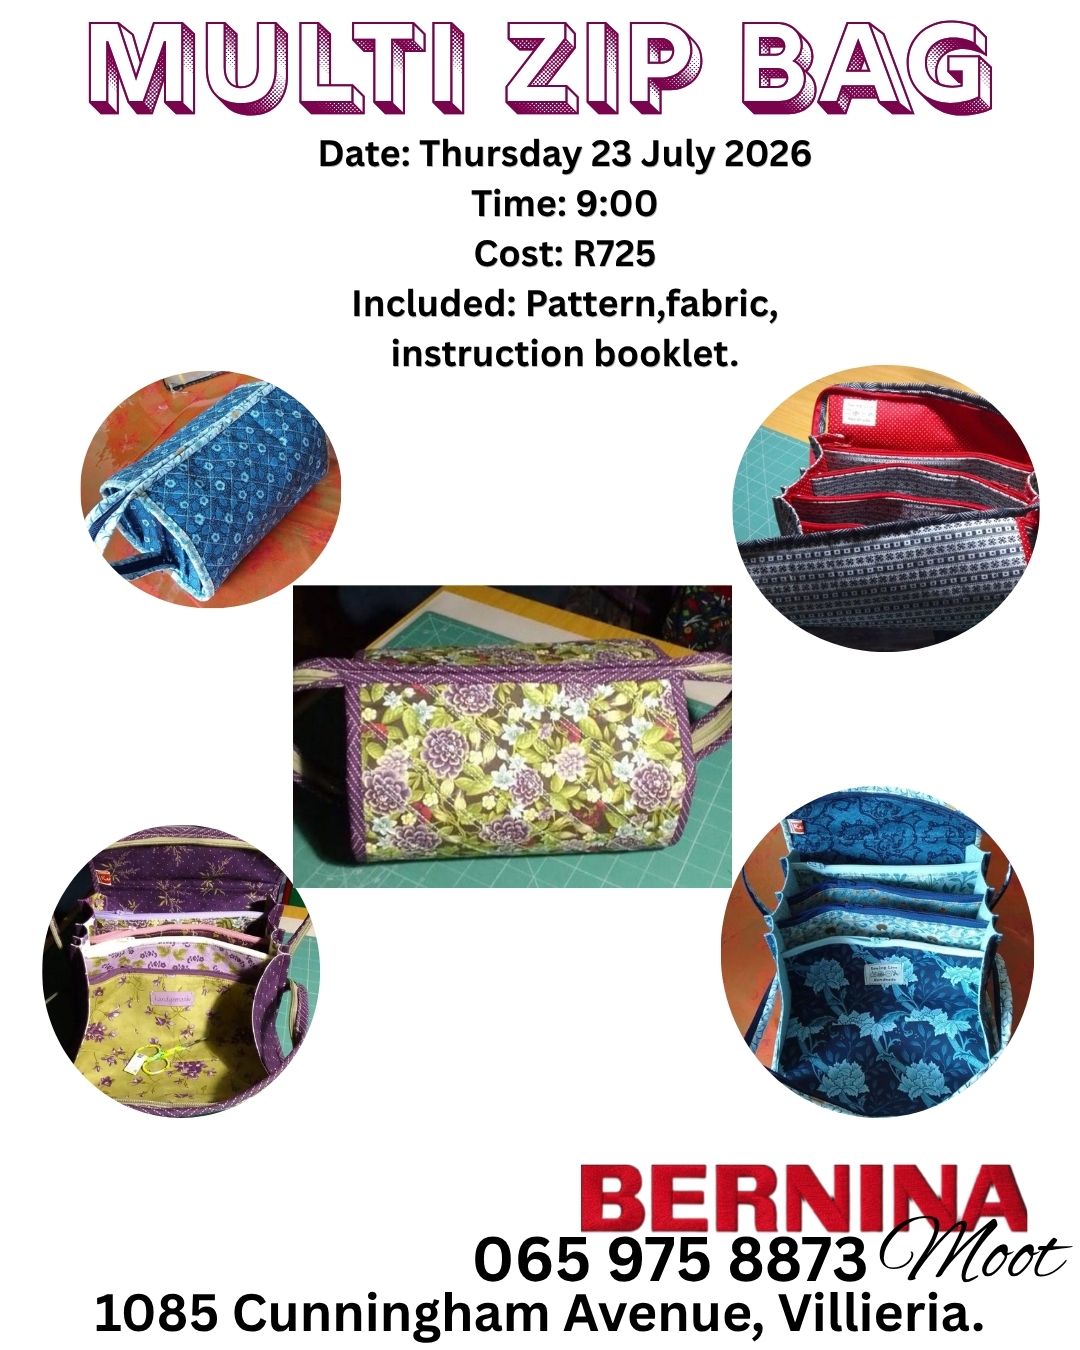 MULTI ZIP BAG
Date: Thursday 23 July 2026
Time: 9:00
Cost: R725
Included: Pattern,fabric,
instruction booklet.
BERNINA
065 975 8873 Moot
1085 Cunningham Avenue, Villieria.